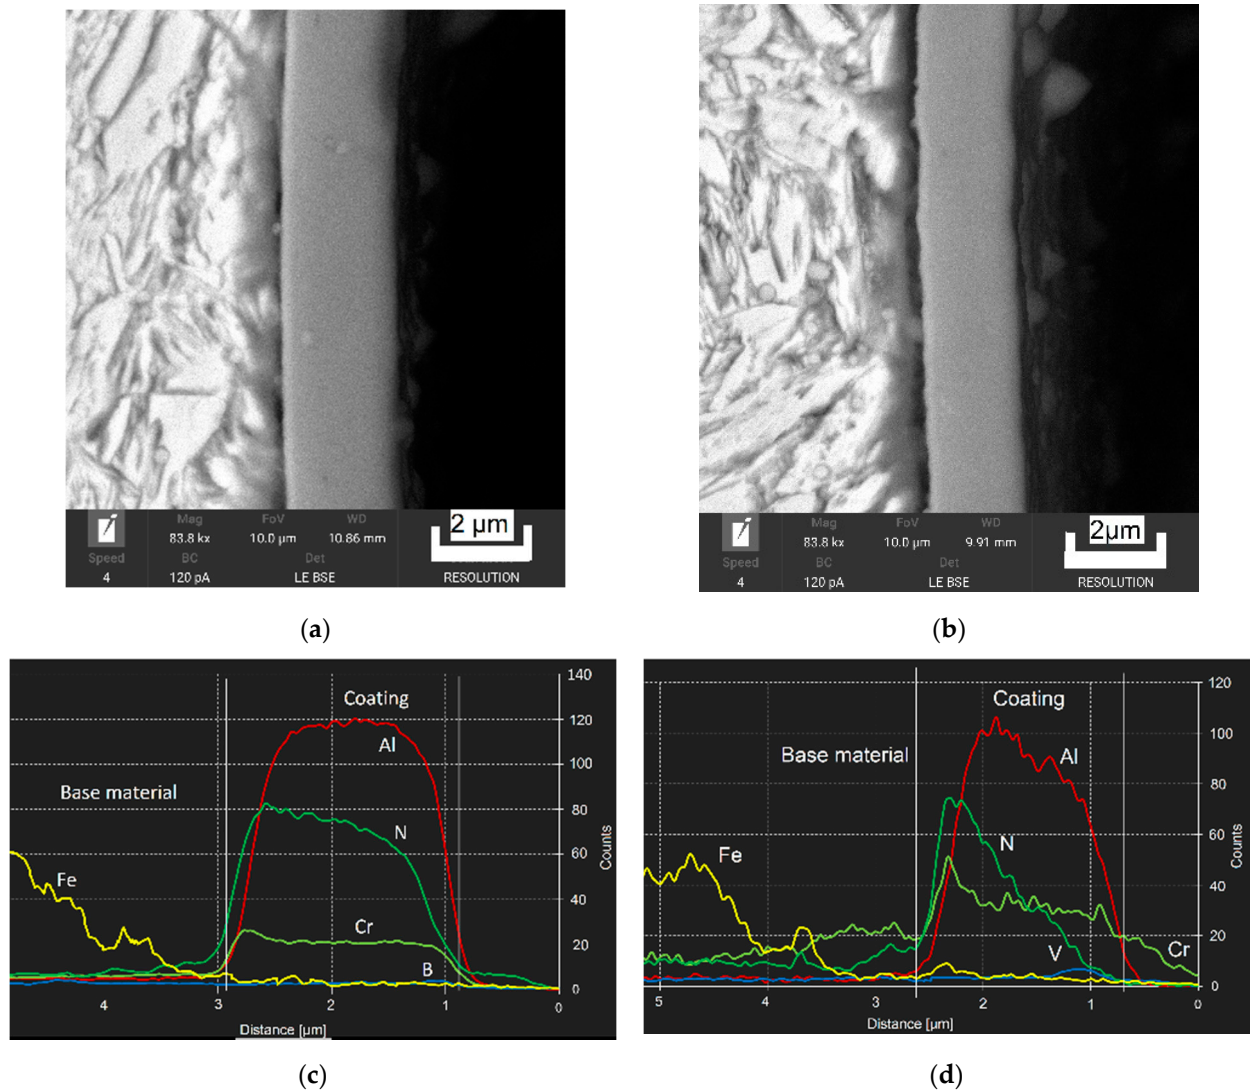 Mag FoV WD
2 µm
83.8 kx 10.0 µm 10.86 mm
Speed BC Det
4 120 pA LE BSE RESOLUTION
Mag FoV WD
2µm
83.8 kx 10.0 µm 9.91 mm
Speed BC Det
4 120 pA LE BSE RESOLUTION
(a) (b)
140
Coating
120
Al
100
Base material
80
N
60
Fe
Counts
40
Cr
20
B
0
4 3 2 1 0
Distance [µm]
120
Coating
100
Base material Al
80
N
60
Fe
Counts
40
V Cr
20
0
5 4 3 2 1 0
Distance [µm]
(c) (d)